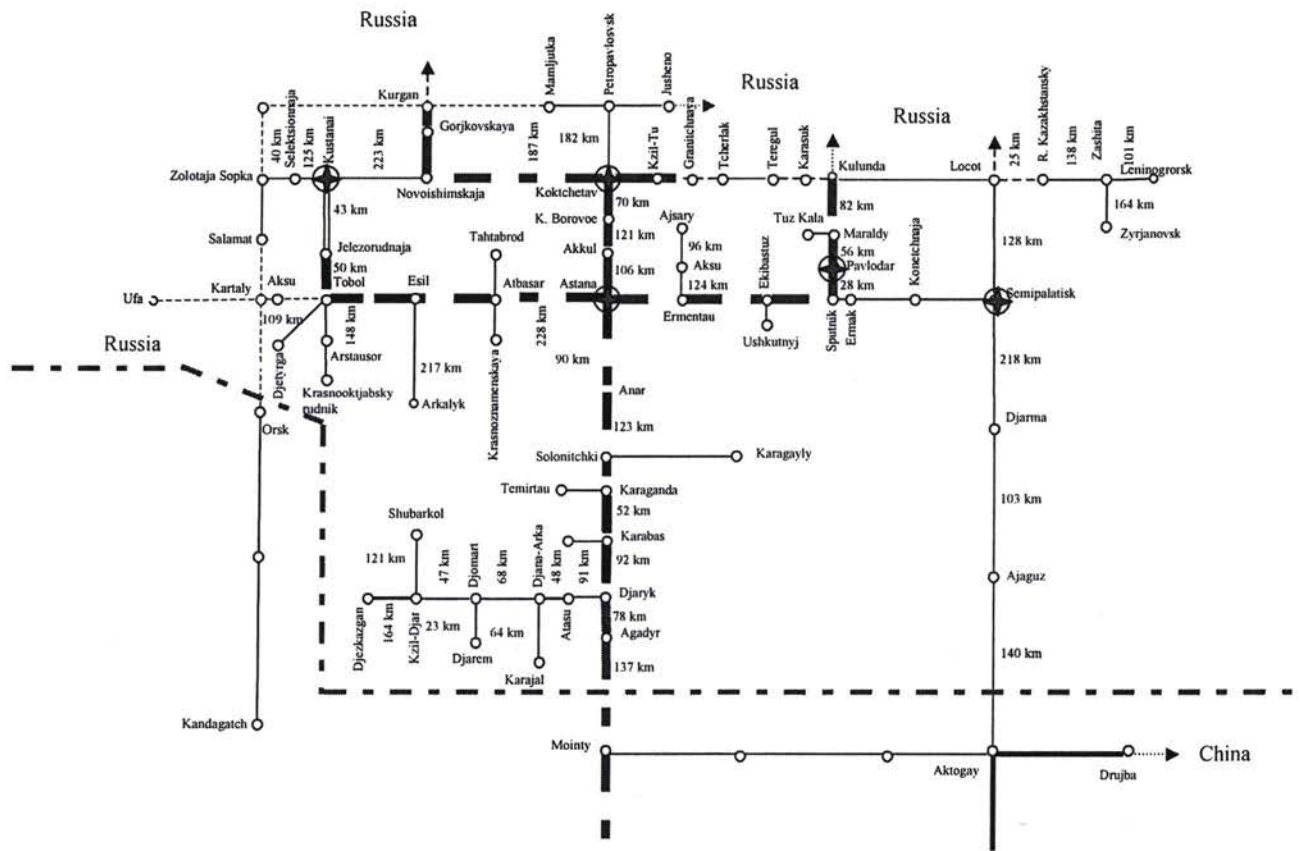 Russia
Russia
Russia
Mamljutka
Petropavlosvsk
Jusheno
Kurgan
Gorjkovskaya
40 km
Selektsionnaja
125 km
Kustanai
223 km
187 km
182 km
Kzil-Tu
Granitchnaya
Tcherlak
Teregul
Karasuk
Kulunda
Locot
25 km
R. Kazakhstansky
138 km
Zashita
101 km
Leninogrorsk
Zolotaja Sopka
Novoishimskaja
Koktchetav
70 km
82 km
164 km
43 km
K. Borovoe
Ajsary
Tuz Kala
Maraldy
Zyrjanovsk
Salamat
Jelezorudnaja
Tahtabrod
121 km
96 km
56 km
128 km
Akkul
Aksu
Ekibastuz
Pavlodar
Konetchnaja
50 km
106 km
124 km
28 km
Ufa
Kartaly
Aksu
Tobol
Esil
Atbasar
Astana
Ermentau
Semipalatisk
Sputnik
Ermak
Ushkutnyj
109 km
148 km
228 km
Russia
Djetyrga
Arstausor
217 km
Krasnoznamenskaya
90 km
218 km
Krasnooktjabsky
rudnik
Arkalyk
Anar
Orsk
123 km
Djarma
Solonitchki
Karagayly
Temirtau
Karaganda
52 km
103 km
Shubarkol
Karabas
121 km
47 km
Djomart
68 km
Djana-Arka
48 km
91 km
92 km
Ajaguz
Djaryk
Djezkazgan
164 km
Kzil-Djar
23 km
64 km
Atasu
78 km
Agadyr
Djarem
Karajal
137 km
140 km
Kandagatch
Mointy
Aktogay
Drujba
China